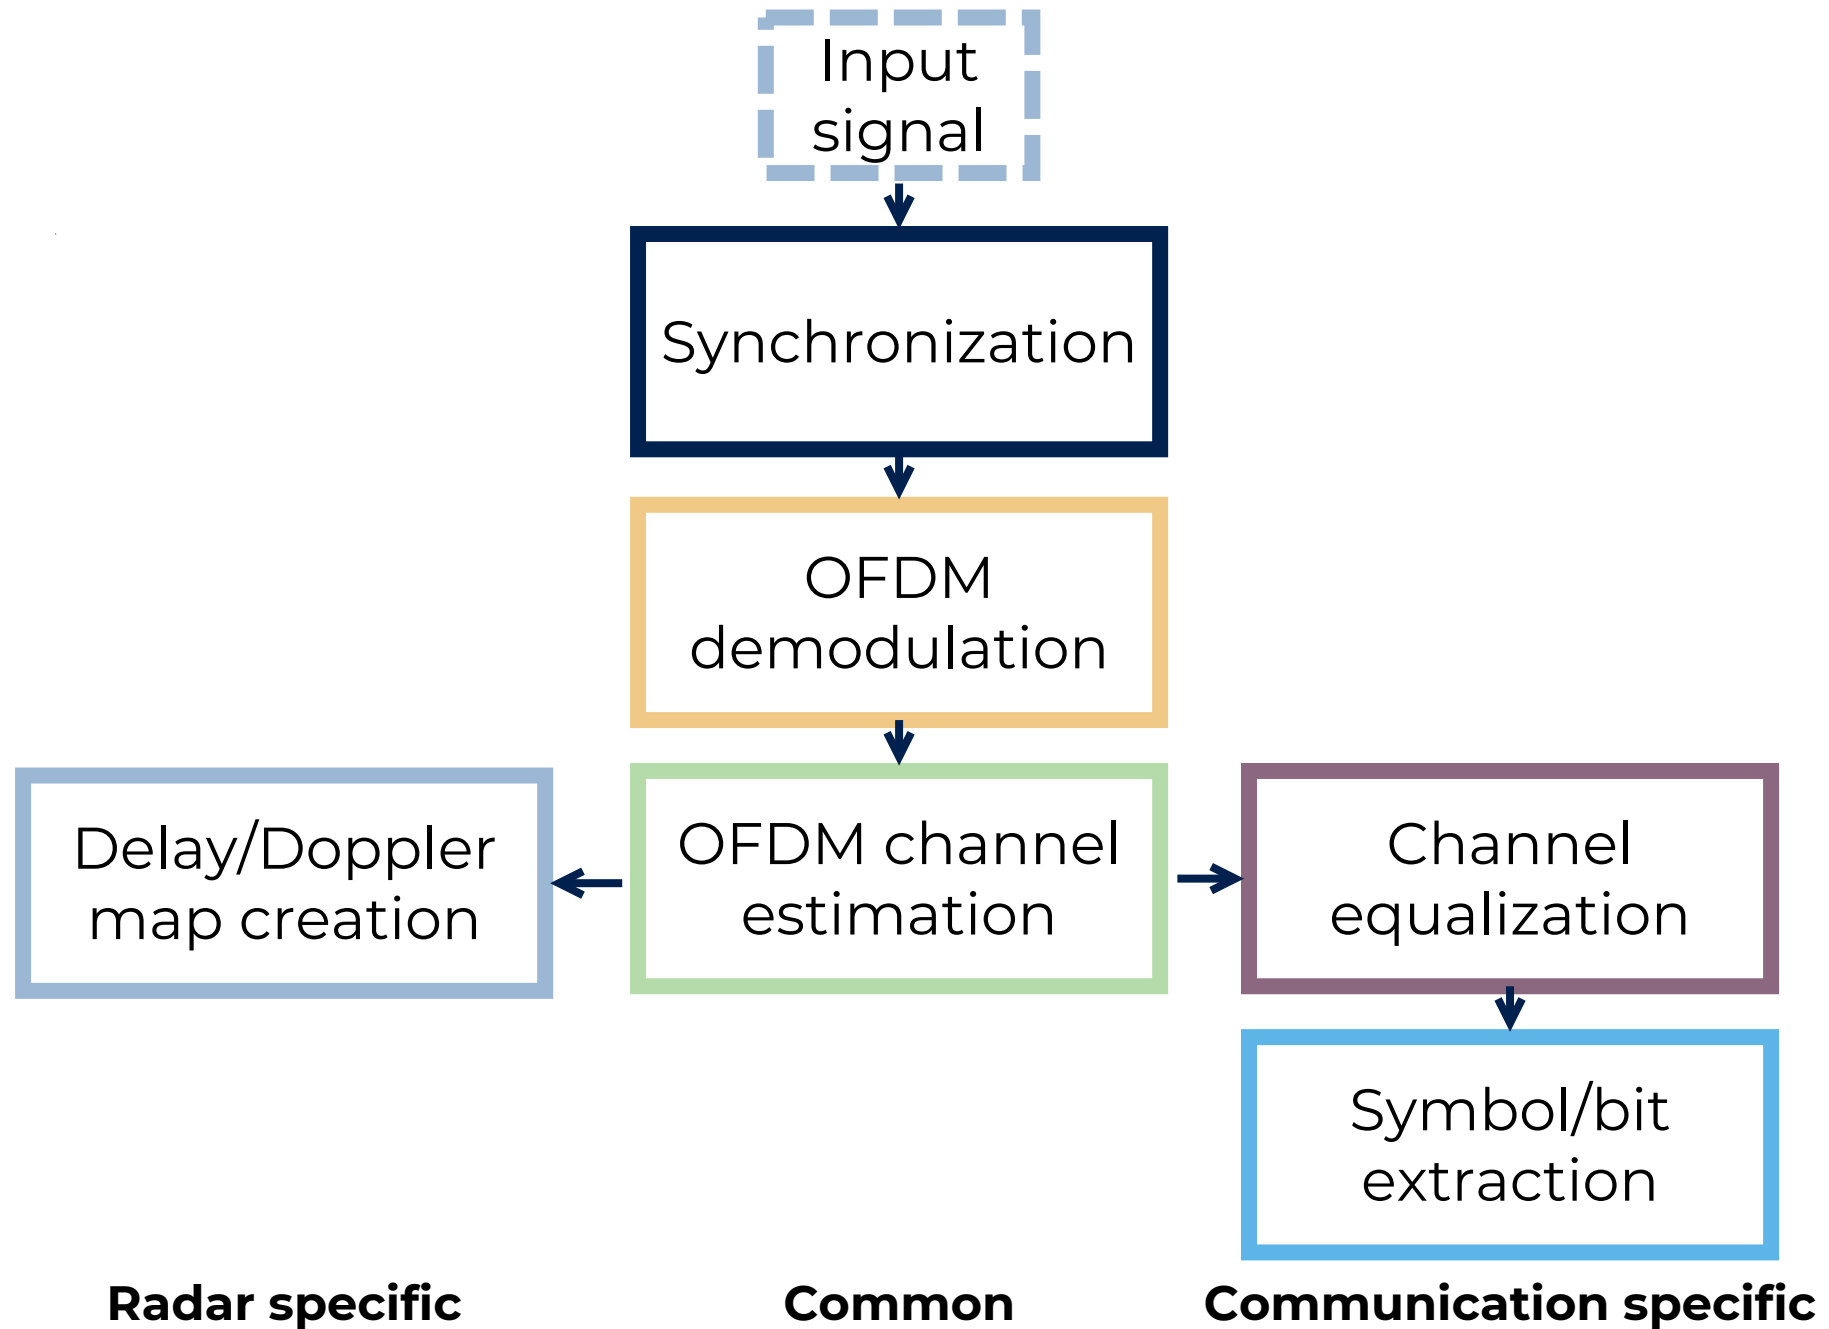 Input
signal
Synchronization
OFDM
demodulation
Delay/Doppler
map creation
OFDM channel
estimation
Channel
equalization
Symbol/bit
extraction
Radar specific
Common
Communication specific